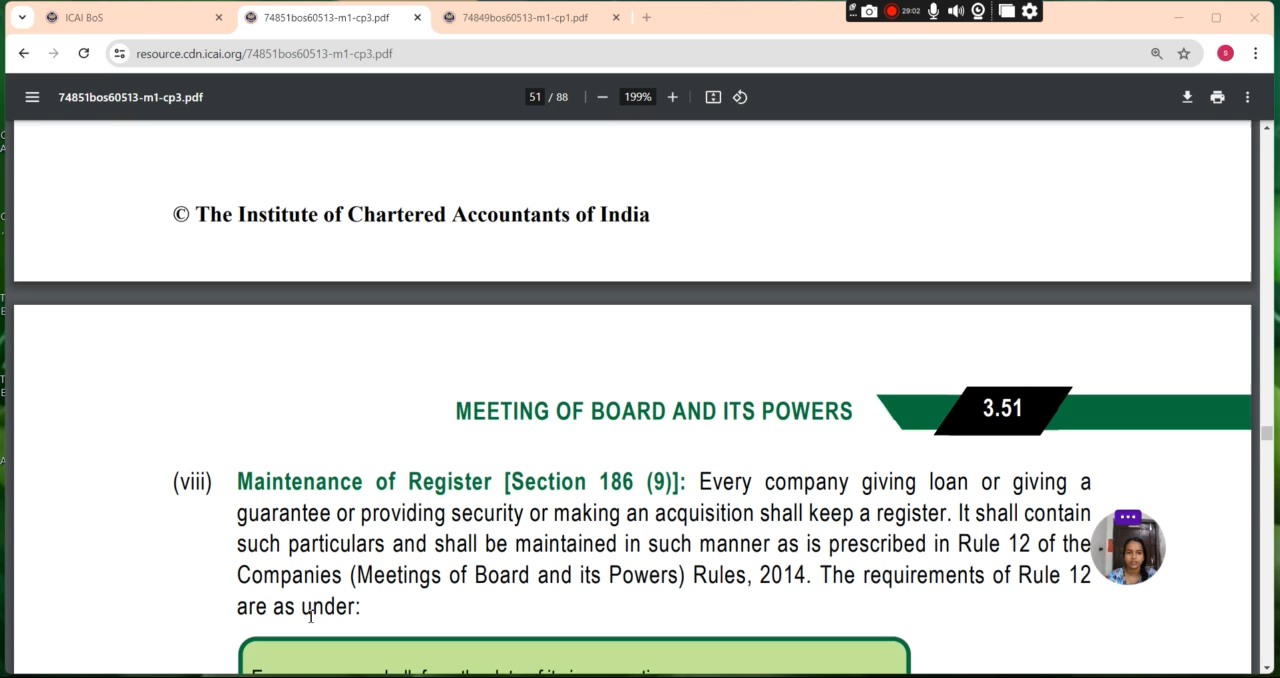 ICAI BoS
74851bos60513-m1-cp3.pdf
74849bos60513-m1-cp1.pdf
29:02
resource.cdn.icai.org/74851bos60513-m1-cp3.pdf
S
74851bos60513-m1-cp3.pdf
51 / 88
199%
© The Institute of Chartered Accountants of India
MEETING OF BOARD AND ITS POWERS
3.51
(viii) Maintenance of Register [Section 186 (9)]: Every company giving loan or giving a
guarantee or providing security or making an acquisition shall keep a register. It shall contain
such particulars and shall be maintained in such manner as is prescribed in Rule 12 of the
Companies (Meetings of Board and its Powers) Rules, 2014. The requirements of Rule 12
are as under: